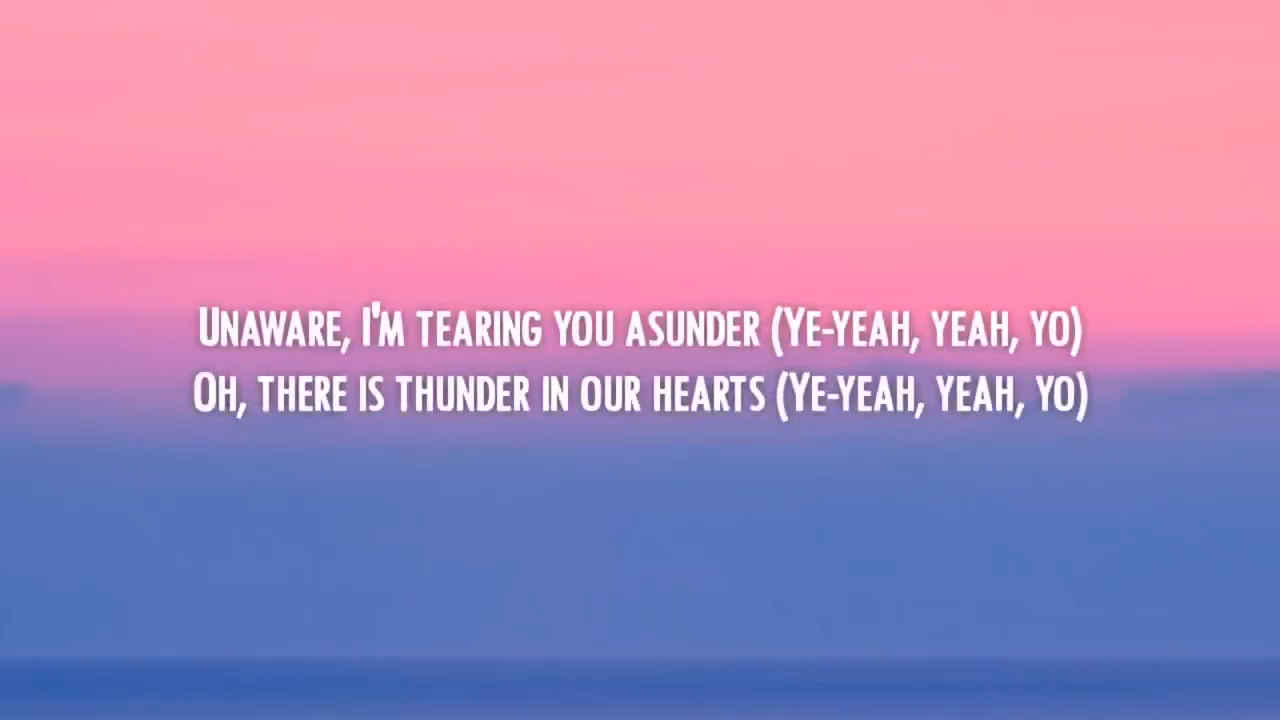 Unaware, I'm tearing you asunder (Ye-yeah, yeah, yo)
Oh, there is thunder in our hearts (Ye-yeah, yeah, yo)